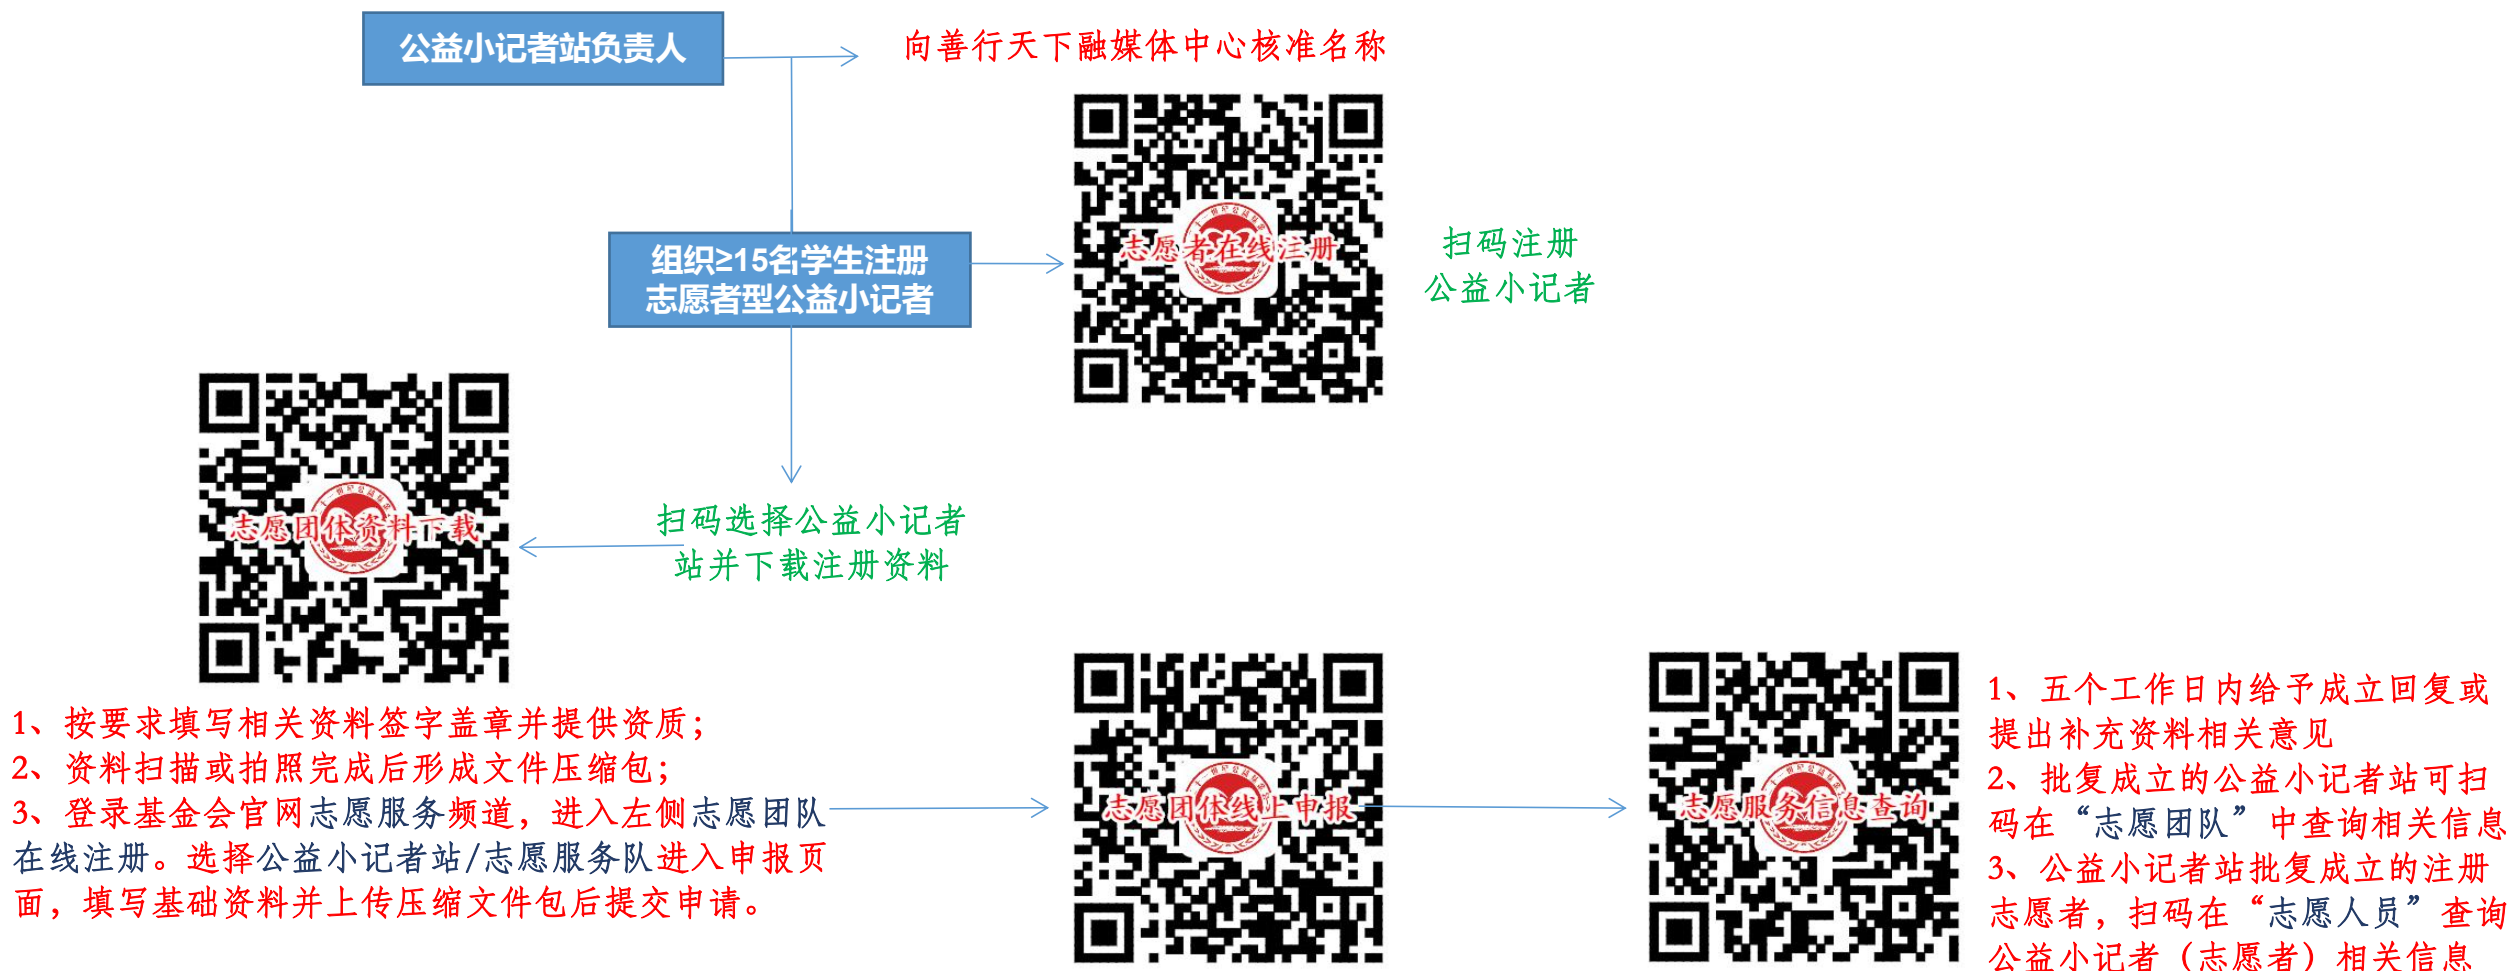 公益小记者站负责人
向善行天下融媒体中心核准名称
志愿者在线注册
扫码注册
公益小记者
组织≥15名学生注册
志愿者型公益小记者
志愿团体资料下载
扫码选择公益小记者
站并下载注册资料
1、按要求填写相关资料签字盖章并提供资质；
2、资料扫描或拍照完成后形成文件压缩包；
3、登录基金会官网志愿服务频道，进入左侧志愿团队
在线注册。选择公益小记者站/志愿服务队进入申报页
面，填写基础资料并上传压缩文件包后提交申请。
志愿团体线上申报
志愿服务信息查询
1、五个工作日内给予成立回复或
提出补充资料相关意见
2、批复成立的公益小记者站可扫
码在“志愿团队”中查询相关信息
3、公益小记者站批复成立的注册
志愿者，扫码在“志愿人员”查询
公益小记者（志愿者）相关信息